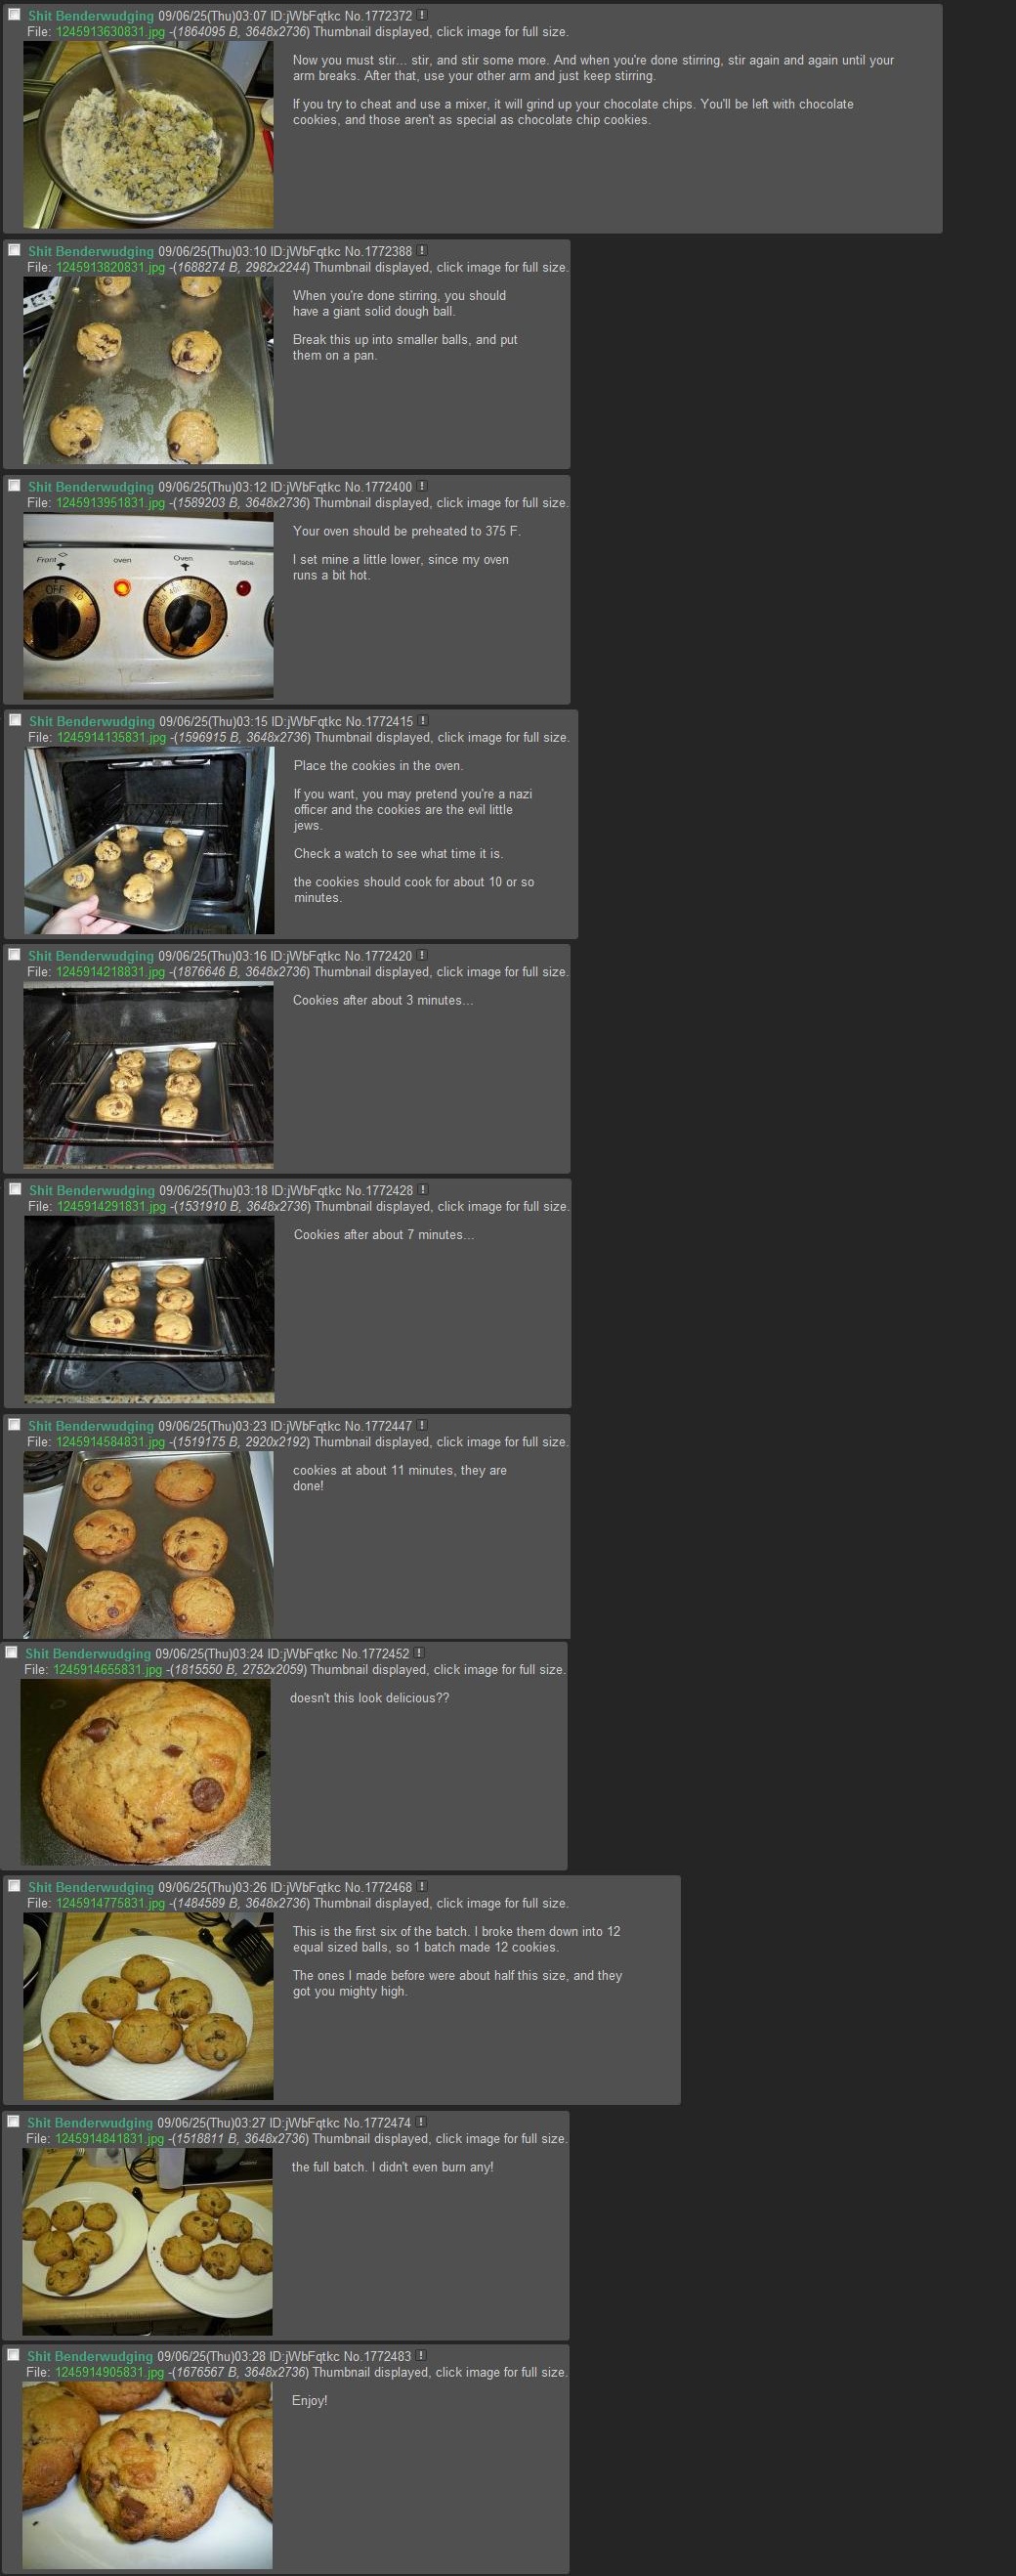 Shit Benderwudging 09/06/25(Thu)03:07 ID:jWbFqtkc No.1772372 !
File: 1245913630831.jpg -(1864095 B, 3648x2736) Thumbnail displayed, click image for full size.
Now you must stir... stir, and stir some more. And when you're done stirring, stir again and again until your
arm breaks. After that, use your other arm and just keep stirring.
If you try to cheat and use a mixer, it will grind up your chocolate chips. You'll be left with chocolate
cookies, and those aren't as special as chocolate chip cookies.
Shit Benderwudging 09/06/25(Thu)03:10 ID:jWbFqtkc No.1772388 !
File: 1245913820831.jpg -(1688274 B, 2982x2244) Thumbnail displayed, click image for full size.
When you're done stirring, you should
have a giant solid dough ball.
Break this up into smaller balls, and put
them on a pan.
Shit Benderwudging 09/06/25(Thu)03:12 ID:jWbFqtkc No.1772400 !
File: 1245913951831.jpg -(1589203 B, 3648x2736) Thumbnail displayed, click image for full size.
Front
oven
Oven
surface
OFF
LO
400
Your oven should be preheated to 375 F.
I set mine a little lower, since my oven
runs a bit hot.
Shit Benderwudging 09/06/25(Thu)03:15 ID:jWbFqtkc No.1772415 !
File: 1245914135831.jpg -(1596915 B, 3648x2736) Thumbnail displayed, click image for full size.
Place the cookies in the oven.
If you want, you may pretend you're a nazi
officer and the cookies are the evil little
jews.
Check a watch to see what time it is.
the cookies should cook for about 10 or so
minutes.
Shit Benderwudging 09/06/25(Thu)03:16 ID:jWbFqtkc No.1772420 !
File: 1245914218831.jpg -(1876646 B, 3648x2736) Thumbnail displayed, click image for full size.
Cookies after about 3 minutes...
Shit Benderwudging 09/06/25(Thu)03:18 ID:jWbFqtkc No.1772428 !
File: 1245914291831.jpg -(1531910 B, 3648x2736) Thumbnail displayed, click image for full size.
Cookies after about 7 minutes...
Shit Benderwudging 09/06/25(Thu)03:23 ID:jWbFqtkc No.1772447 !
File: 1245914584831.jpg -(1519175 B, 2920x2192) Thumbnail displayed, click image for full size.
cookies at about 11 minutes, they are
done!
Shit Benderwudging 09/06/25(Thu)03:24 ID:jWbFqtkc No.1772452 !
File: 1245914655831.jpg -(1815550 B, 2752x2059) Thumbnail displayed, click image for full size.
doesn't this look delicious??
Shit Benderwudging 09/06/25(Thu)03:26 ID:jWbFqtkc No.1772468 !
File: 1245914775831.jpg -(1484589 B, 3648x2736) Thumbnail displayed, click image for full size.
This is the first six of the batch. I broke them down into 12
equal sized balls, so 1 batch made 12 cookies.
The ones I made before were about half this size, and they
got you mighty high.
Shit Benderwudging 09/06/25(Thu)03:27 ID:jWbFqtkc No.1772474 !
File: 1245914841831.jpg -(1518811 B, 3648x2736) Thumbnail displayed, click image for full size.
the full batch. I didn't even burn any!
Shit Benderwudging 09/06/25(Thu)03:28 ID:jWbFqtkc No.1772483 !
File: 1245914905831.jpg -(1676567 B, 3648x2736) Thumbnail displayed, click image for full size.
Enjoy!